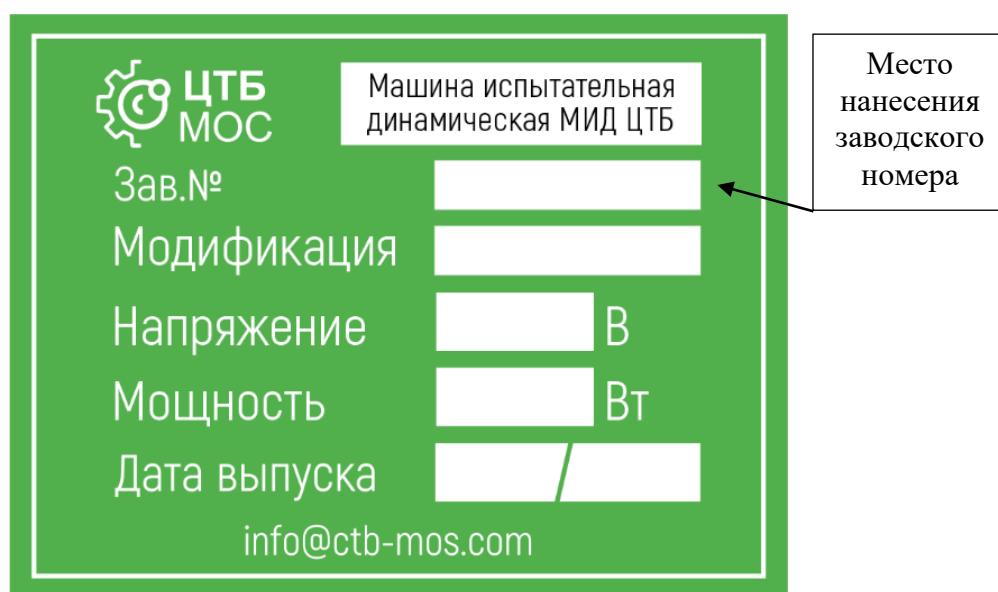 ЦТБ
МОС
Машина испытательная
динамическая МИД ЦТБ
Зав.№
Модификация
Напряжение В
Мощность Вт
Дата выпуска /
info@ctb-mos.com
Место
нанесения
заводского
номера